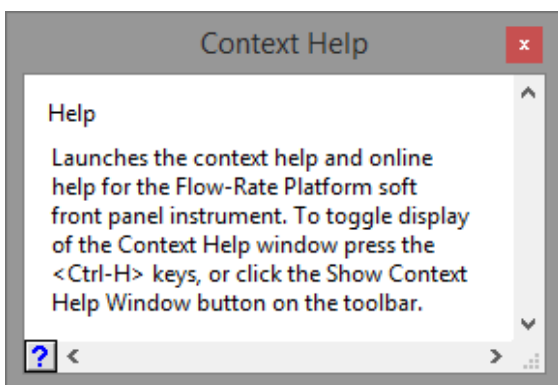 Context Help
x
Help
Launches the context help and online
help for the Flow-Rate Platform soft
front panel instrument. To toggle display
of the Context Help window press the
<Ctrl-H> keys, or click the Show Context
Help Window button on the toolbar.
?